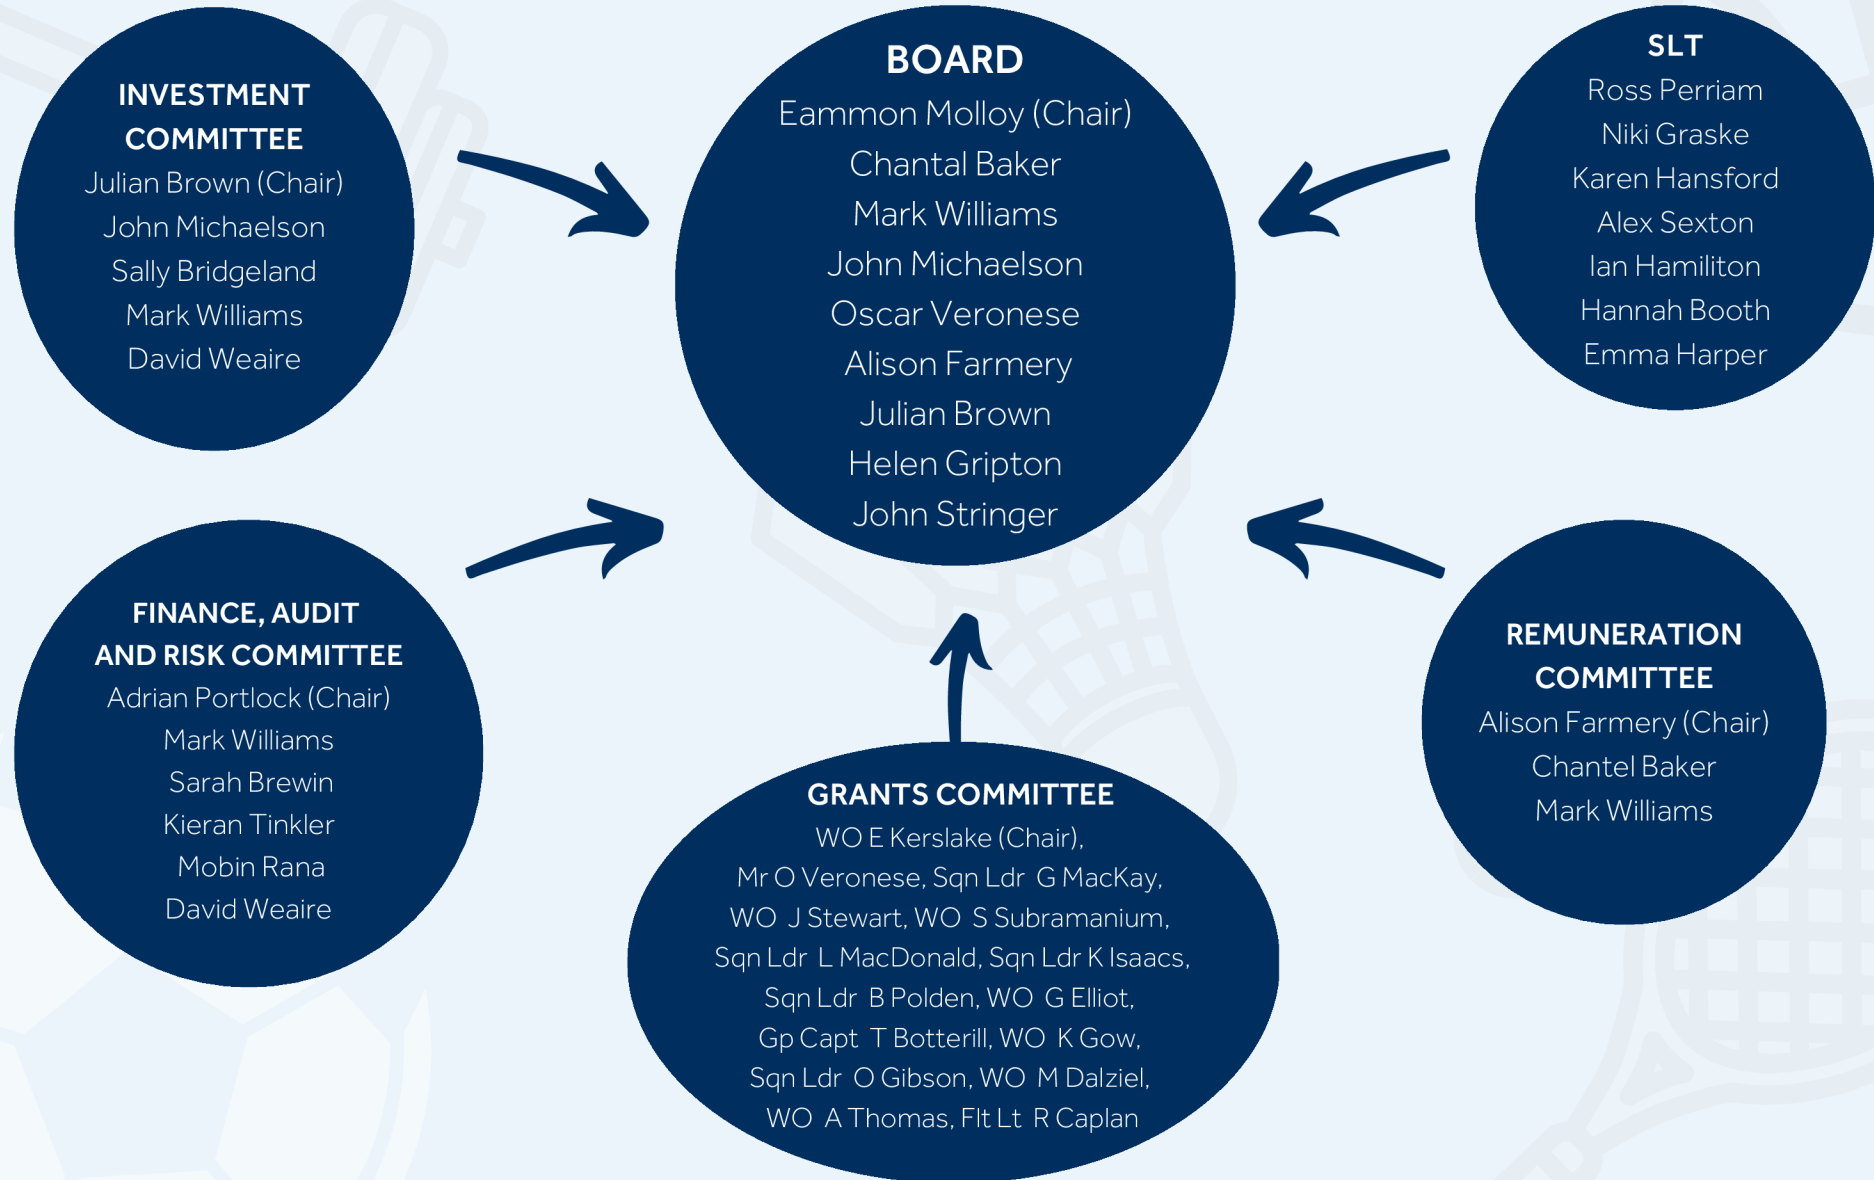 INVESTMENT
COMMITTEE
Julian Brown (Chair)
John Michaelson
Sally Bridgeland
Mark Williams
David Weaire
BOARD
Eammon Molloy (Chair)
Chantal Baker
Mark Williams
John Michaelson
Oscar Veronese
Alison Farmery
Julian Brown
Helen Gripton
John Stringer
SLT
Ross Perriam
Niki Graske
Karen Hansford
Alex Sexton
Ian Hamiliton
Hannah Booth
Emma Harper
FINANCE, AUDIT
AND RISK COMMITTEE
Adrian Portlock (Chair)
Mark Williams
Sarah Brewin
Kieran Tinkler
Mobin Rana
David Weaire
GRANTS COMMITTEE
WO E Kerslake (Chair),
Mr O Veronese, Sqn Ldr G MacKay,
WO J Stewart, WO S Subramanium,
Sqn Ldr L MacDonald, Sqn Ldr K Isaacs,
Sqn Ldr B Polden, WO G Elliot,
Gp Capt T Botterill, WO K Gow,
Sqn Ldr O Gibson, WO M Dalziel,
WO A Thomas, Flt Lt R Caplan
REMUNERATION
COMMITTEE
Alison Farmery (Chair)
Chantel Baker
Mark Williams